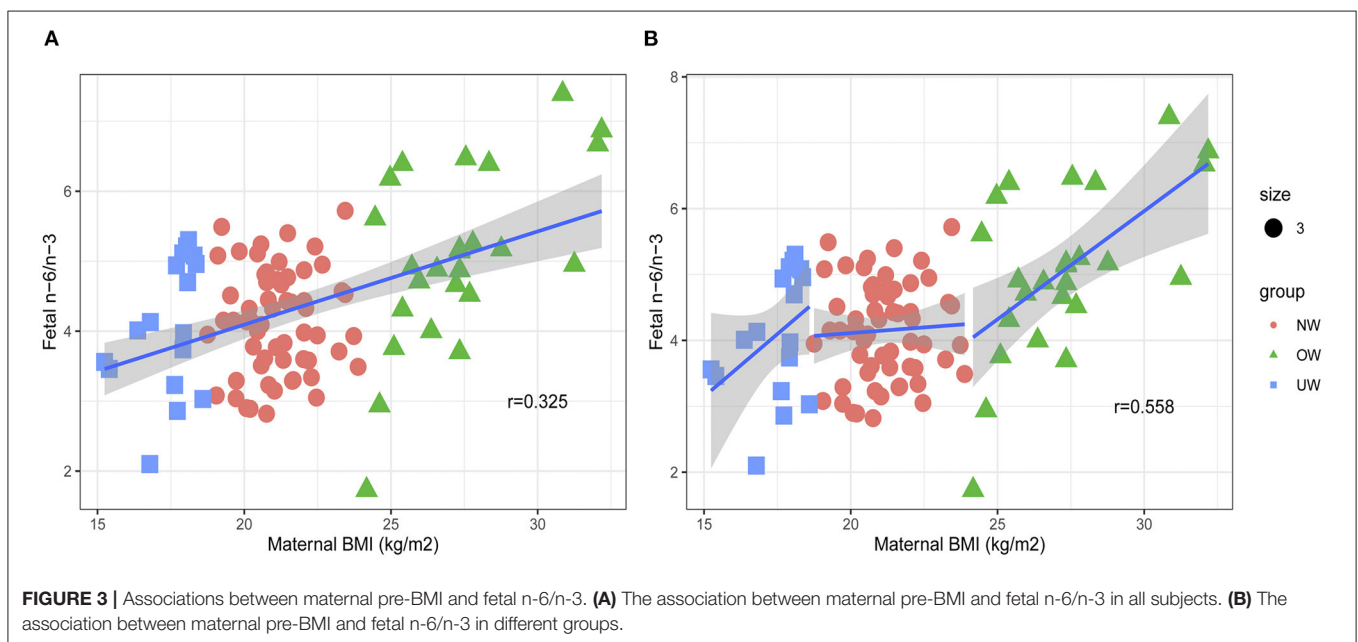 A
B
Fetal n-6/n-3
6
4
2
15
20
25
30
Maternal BMI (kg/m2)
r=0.325
Fetal n-6/n-3
8
6
4
2
15
20
25
30
Maternal BMI (kg/m2)
r=0.558
size
3
group
NW
OW
UW
FIGURE 3 | Associations between maternal pre-BMI and fetal n-6/n-3. (A) The association between maternal pre-BMI and fetal n-6/n-3 in all subjects. (B) The
association between maternal pre-BMI and fetal n-6/n-3 in different groups.